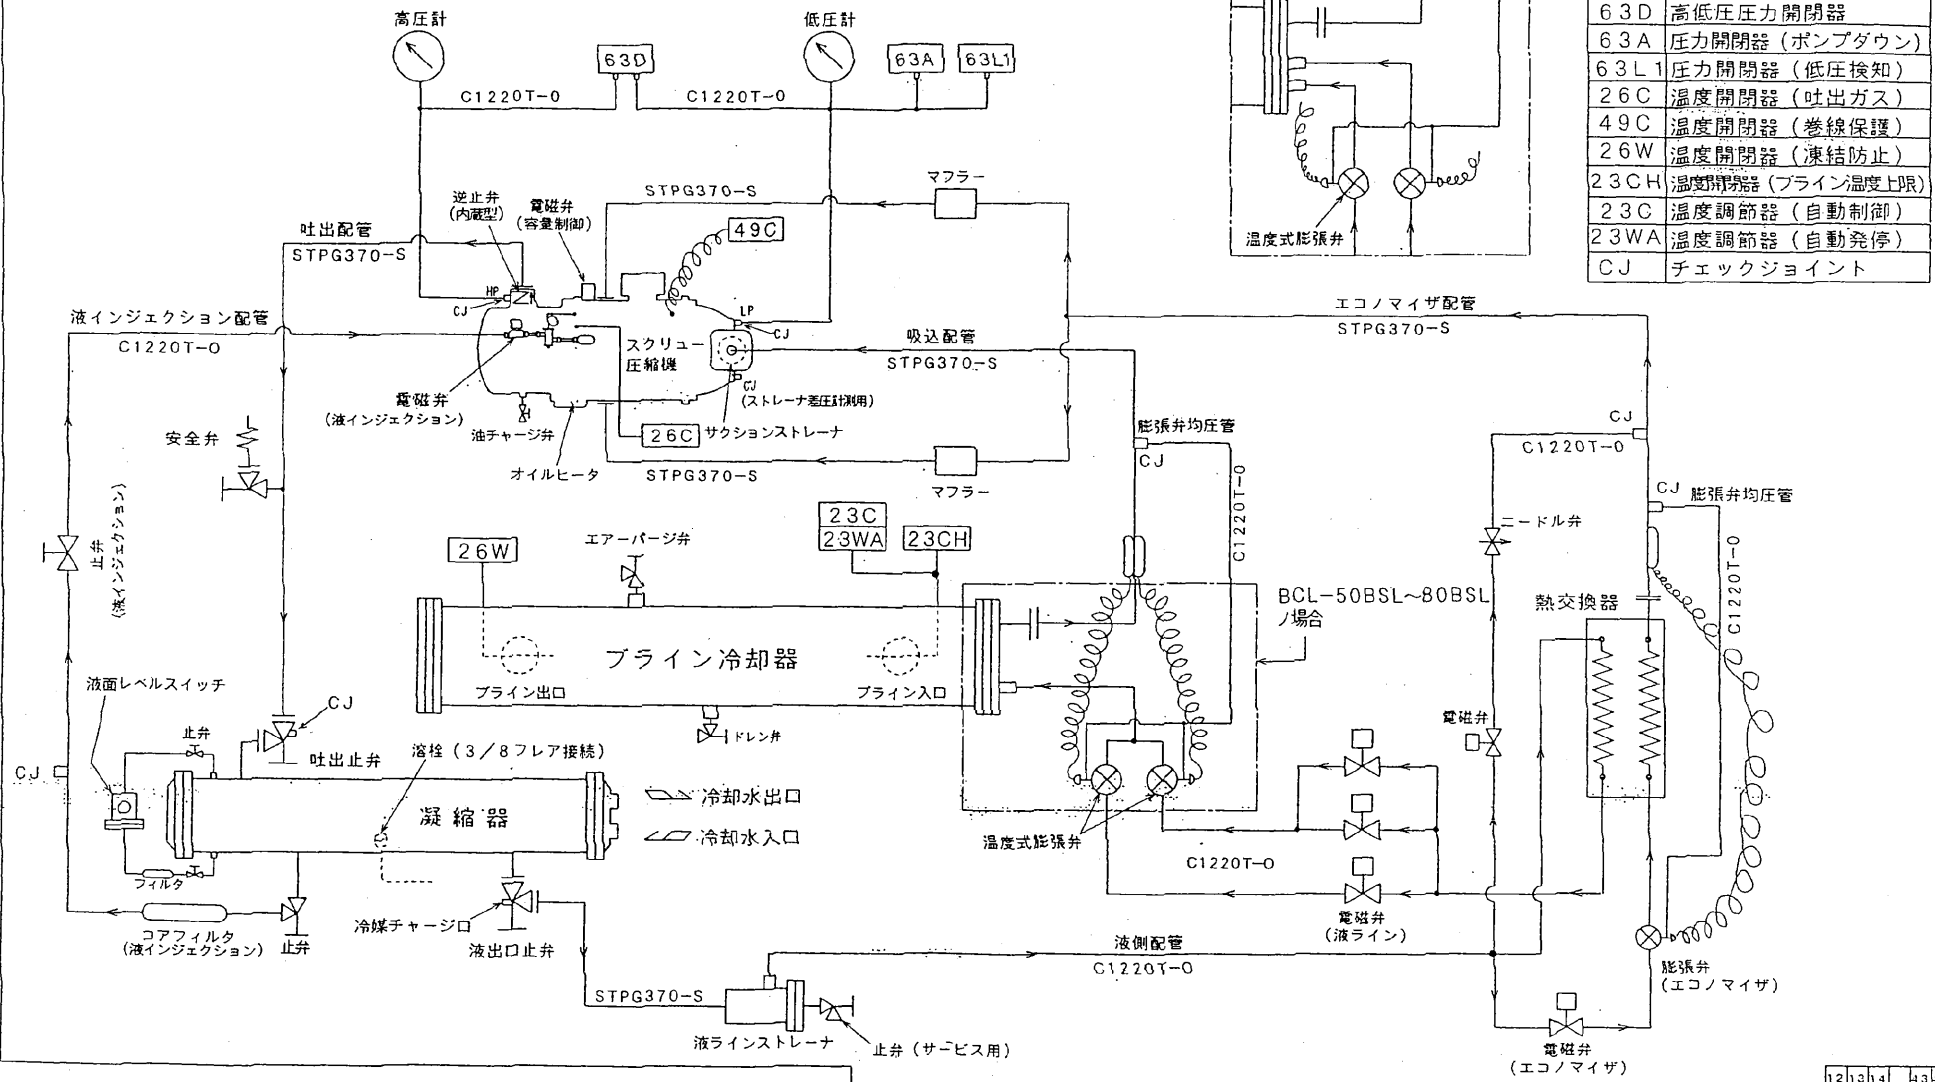 高圧計
低圧計
63D
63A
63L1
C1220T-O
C1220T-O
63D 高低圧圧力開閉器
63A 圧力開閉器（ポンプダウン）
63L1 圧力開閉器（低圧検知）
26C 温度開閉器（吐出ガス）
49C 温度開閉器（巻線保護）
26W 温度開閉器（凍結防止）
23CH 温度開閉器（ブライン温度上限）
23C 温度調節器（自動制御）
23WA 温度調節器（自動発停）
CJ チェックジョイント
温度式膨張弁
マフラー
STPG370-S
逆止弁
（内蔵型）
電磁弁
（容量制御）
49C
吐出配管
STPG370-S
HP
CJ
LP
CJ
液インジェクション配管
C1220T-O
スクリュー
圧縮機
吸込配管
STPG370-S
エコノマイザ配管
STPG370-S
CJ
（ストレーナ差圧計測用）
電磁弁
（液インジェクション）
油チャージ弁
26C
サクションストレーナ
オイルヒータ
STPG370-S
マフラー
安全弁
膨張弁均圧管
CJ
C1220T-O
CJ
C1220T-O
CJ
膨張弁均圧管
C1220T-O
ニードル弁
止弁
（液インジェクション）
26W
エアーパージ弁
23C
23WA
23CH
BCL-50BSL~80BSL
ノ場合
熱交換器
ブライン冷却器
ブライン出口
ブライン入口
ドレン弁
液面レベルスイッチ
CJ
止弁
吐出止弁
溶栓（3/8フレア接続）
CJ
凝縮器
冷却水出口
冷却水入口
電磁弁
温度式膨張弁
C1220T-O
フィルタ
コアフィルタ
（液インジェクション）
止弁
冷媒チャージ口
液出口止弁
電磁弁
（液ライン）
液側配管
C1220T-O
STPG370-S
液ラインストレーナ
止弁（サービス用）
膨張弁
（エコノマイザ）
電磁弁
（エコノマイザ）
12 13 14